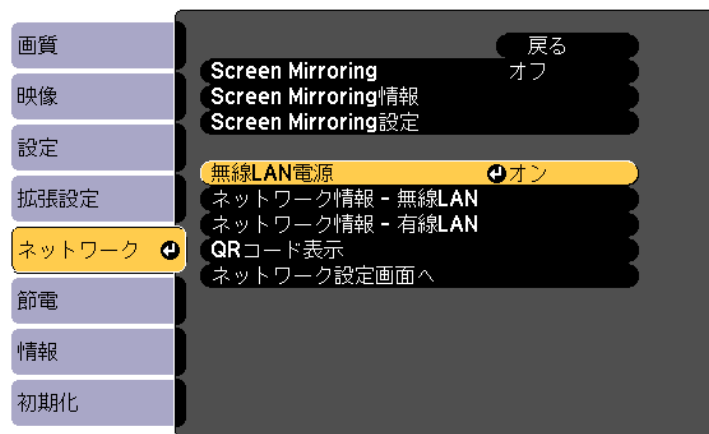 画質
映像
設定
拡張設定
ネットワーク
節電
情報
初期化
戻る
Screen Mirroring オフ
Screen Mirroring情報
Screen Mirroring設定
無線LAN電源 オン
ネットワーク情報 - 無線LAN
ネットワーク情報 - 有線LAN
QRコード表示
ネットワーク設定画面へ